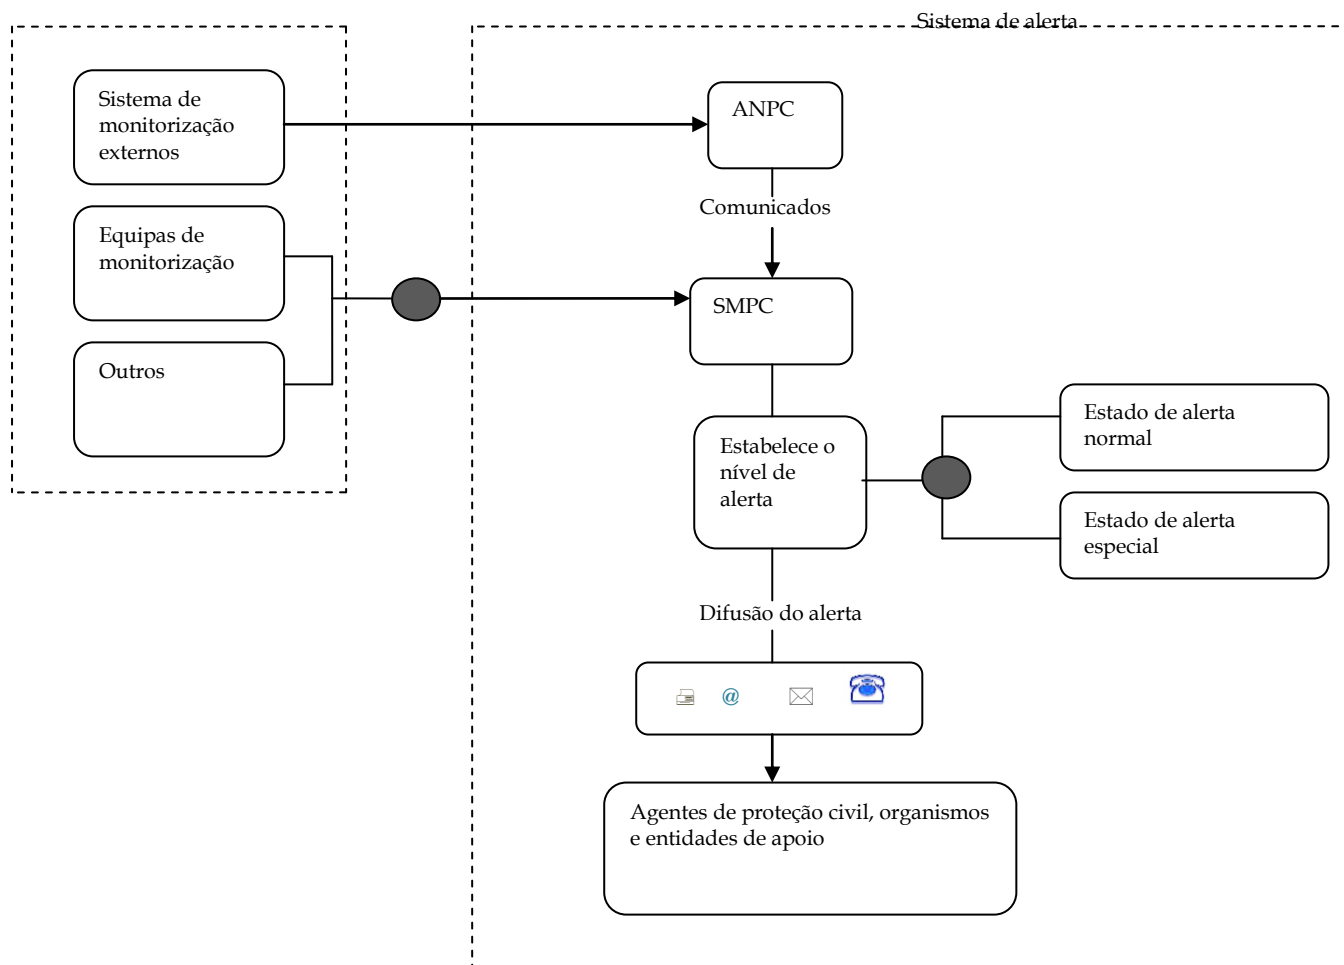 Sistema de alerta
Sistema de
monitorização
externos
ANPC
Comunicados
Equipas de
monitorização
SMPC
Outros
Estabelece o
nível de
alerta
Estado de alerta
normal
Estado de alerta
especial
Difusão do alerta
@
Agentes de proteção civil, organismos
e entidades de apoio